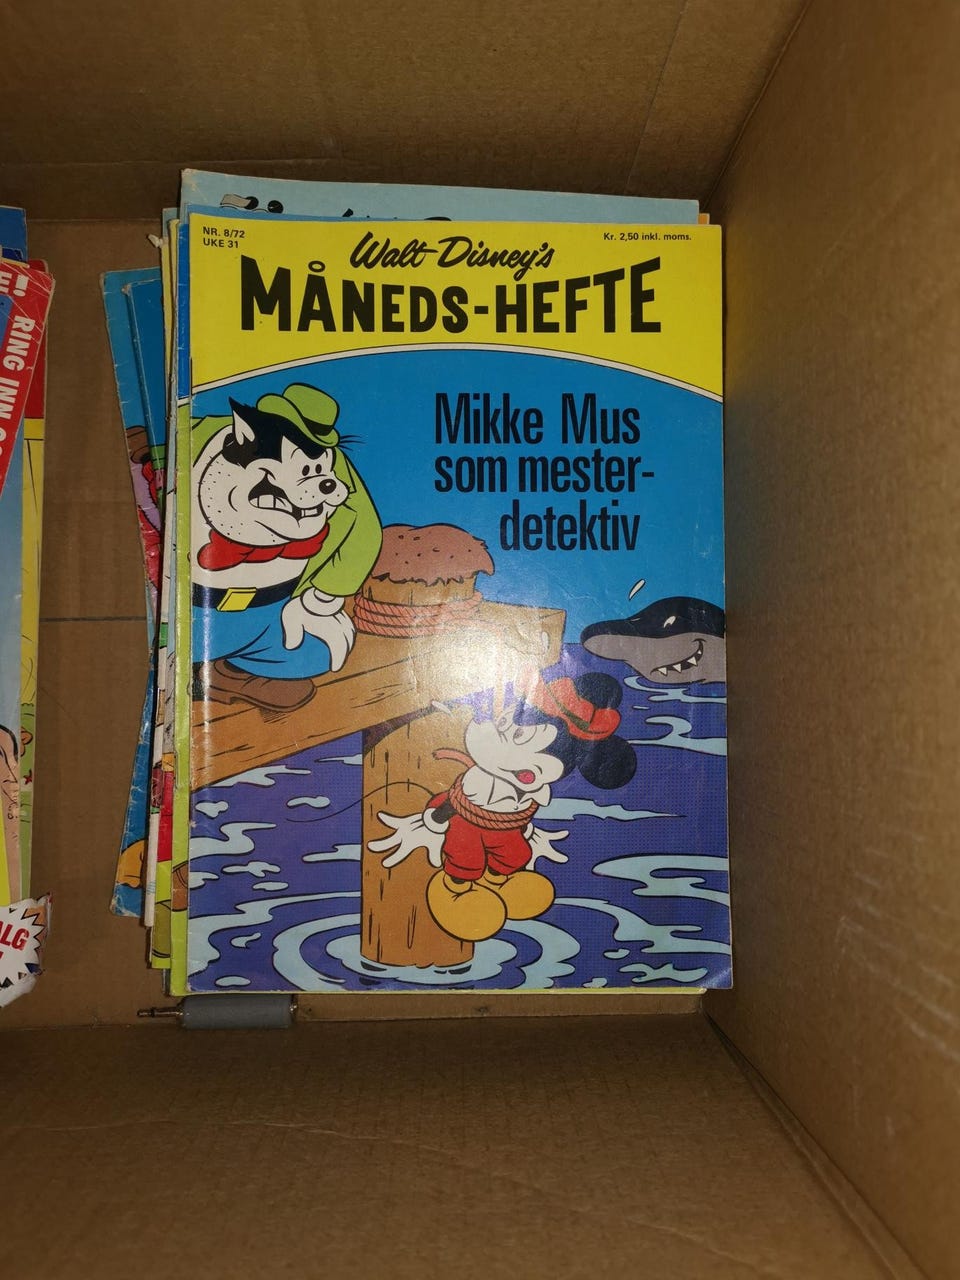 NR. 8/72
UKE 31
Kr. 2,50 inkl. moms.
Walt Disney's
MÅNEDS-HEFTE
Mikke Mus
som mester-
detektiv
RING INN
ALG